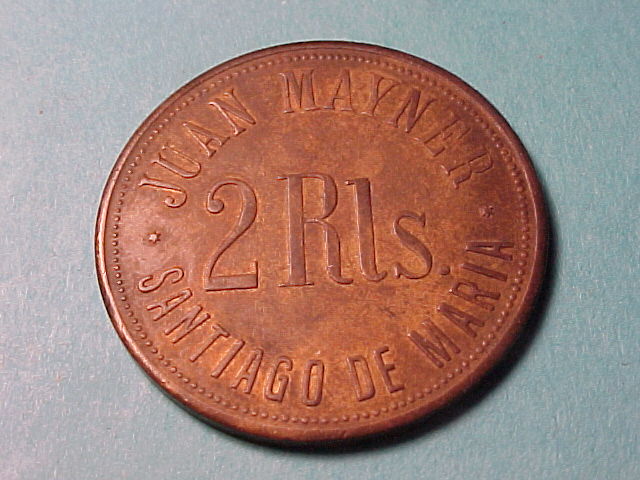 JUAN MAYNER
2 Rls.
SANTIAGO DE MARIA